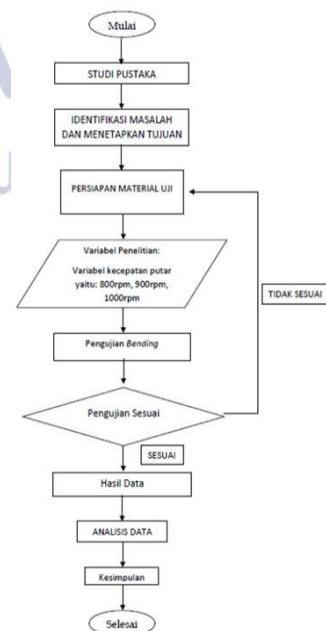 Mulai
STUDI PUSTAKA
IDENTIFIKASI MASALAH
DAN MENETAPKAN TUJUAN
PERSIAPAN MATERIAL UJI
Variabel Penelitian:
Variabel kecepatan putar
yaitu: 800rpm, 900rpm,
1000rpm
TIDAK SESUAI
Pengujian Bending
Pengujian Sesuai
SESUAI
Hasil Data
ANALISIS DATA
Kesimpulan
Selesai